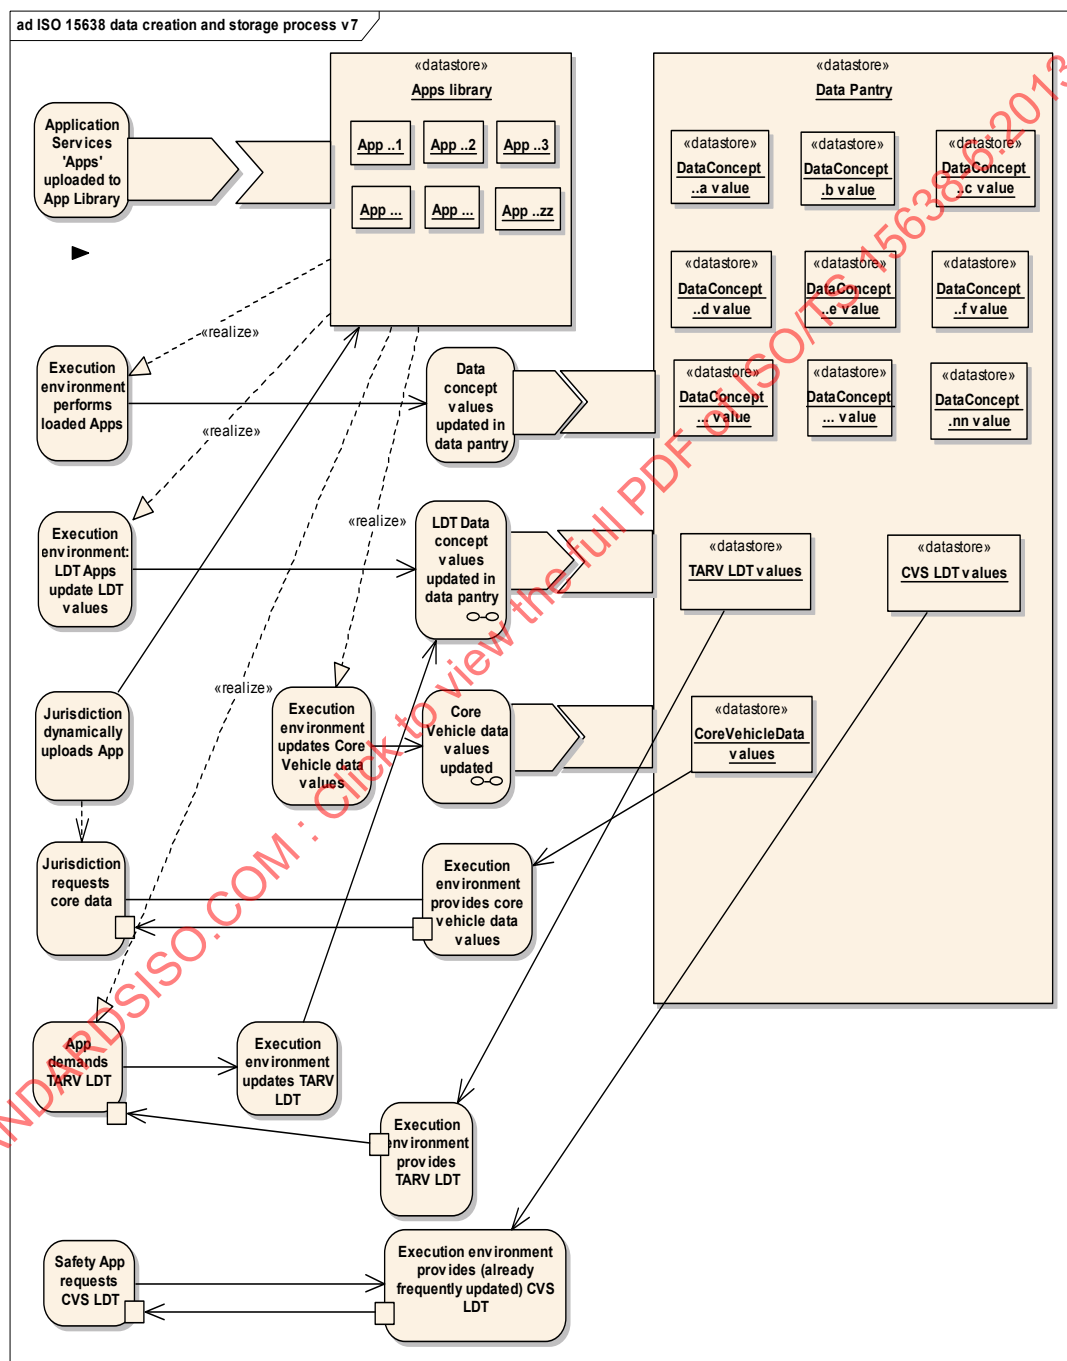 ad ISO 15638 data creation and storage process v7
«datastore»
Apps library
App ..1
App ..2
App ..3
App ...
App ...
App ..zz
«datastore»
Data Pantry
«datastore»
DataConcept
..a value
«datastore»
DataConcept
.b value
«datastore»
DataConcept
..c value
«datastore»
DataConcept
..d value
«datastore»
DataConcept
..e value
«datastore»
DataConcept
..f value
«datastore»
DataConcept
... value
«datastore»
DataConcept
... value
«datastore»
DataConcept
.nn value
Application
Services
'Apps'
uploaded to
App Library
«realize»
Execution
environment
performs
loaded Apps
Data
concept
values
updated in
data pantry
«realize»
Execution
environment:
LDT Apps
update LDT
values
«realize»
LDT Data
concept
values
updated in
data pantry
«datastore»
TARV LDT values
«datastore»
CVS LDT values
«realize»
Jurisdiction
dynamically
uploads App
Execution
environment
updates Core
Vehicle data
values
Core
Vehicle data
values
updated
«datastore»
CoreVehicleData
values
Jurisdiction
requests
core data
Execution
environment
provides core
vehicle data
values
App
demands
TARV LDT
Execution
environment
updates TARV
LDT
Execution
environment
provides
TARV LDT
Safety App
requests
CVS LDT
Execution environment
provides (already
frequently updated) CVS
LDT
ANDARDSISO.COM : Click to view the full PDF of ISO/TS 15638-6:2013